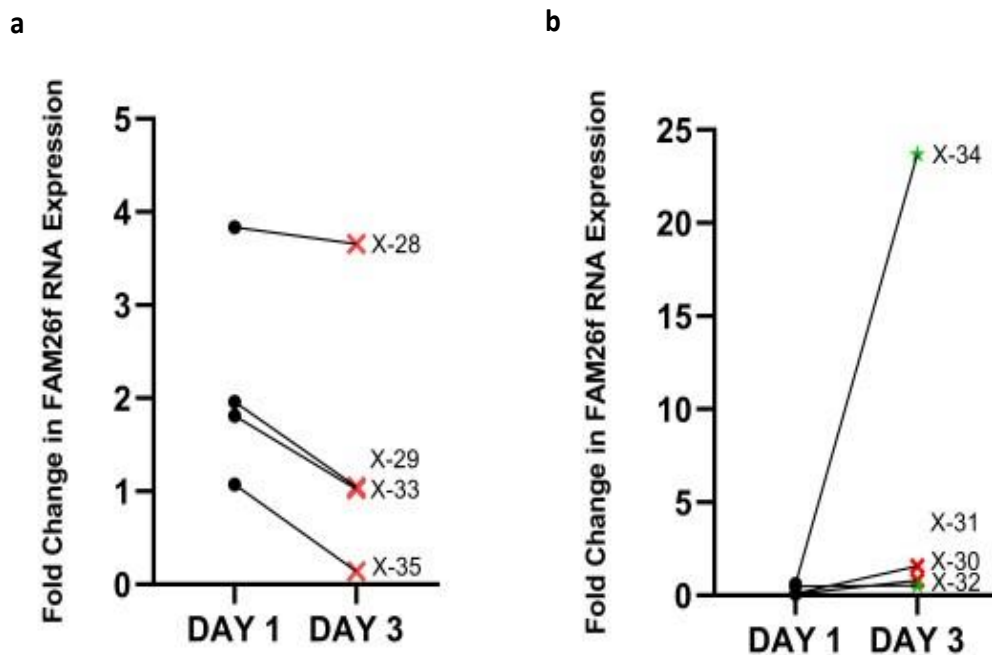 a
Fold Change in FAM26f RNA Expression
5
4
3
2
1
0
X-28
X-29
X-33
X-35
DAY 1 DAY 3
b
Fold Change in FAM26f RNA Expression
25
20
15
10
5
0
X-34
X-31
X-30
X-32
DAY 1 DAY 3